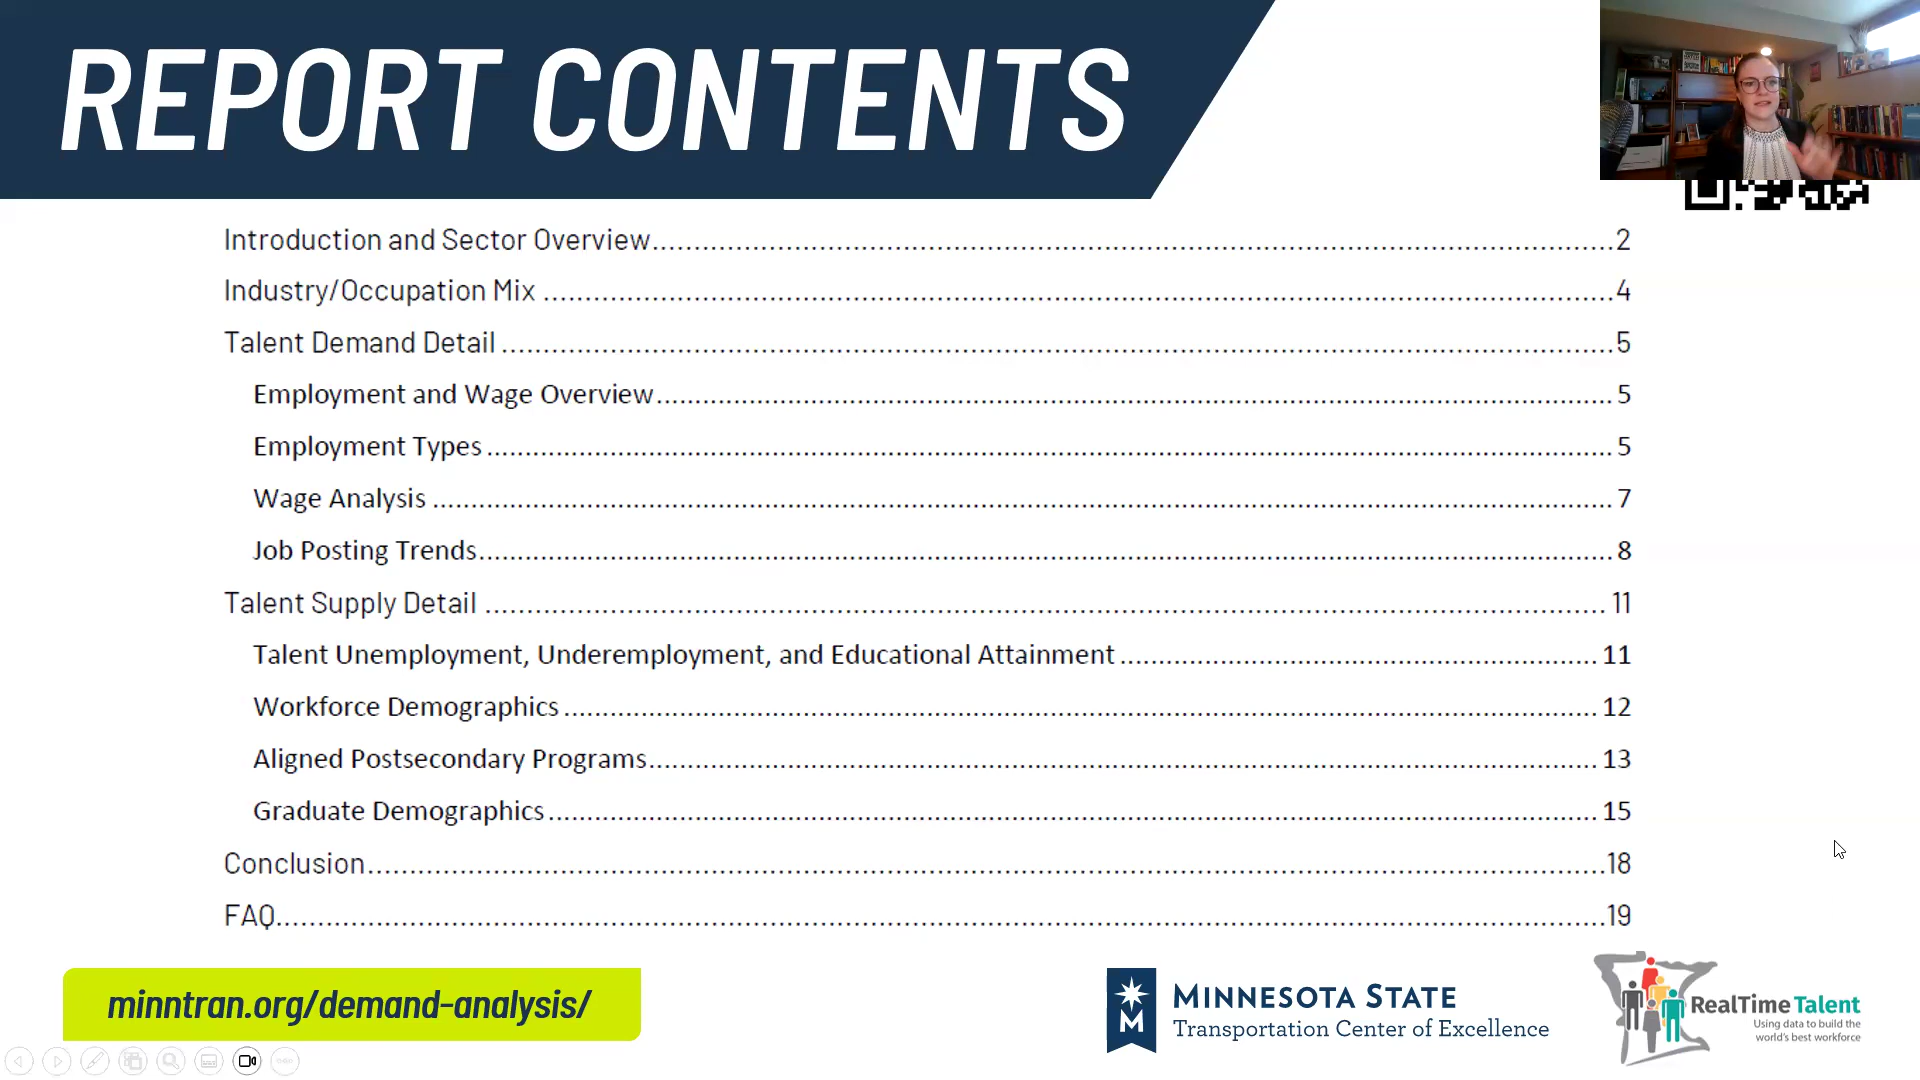 REPORT CONTENTS
Introduction and Sector Overview..........2
Industry/Occupation Mix ..........4
Talent Demand Detail ..........5
Employment and Wage Overview..........5
Employment Types ..........5
Wage Analysis ..........7
Job Posting Trends..........8
Talent Supply Detail ..........11
Talent Unemployment, Underemployment, and Educational Attainment ..........11
Workforce Demographics ..........12
Aligned Postsecondary Programs..........13
Graduate Demographics ..........15
Conclusion..........18
FAQ..........19
minntran.org/demand-analysis/
M
MINNESOTA STATE
Transportation Center of Excellence
RealTime Talent
Using data to build the
world's best workforce